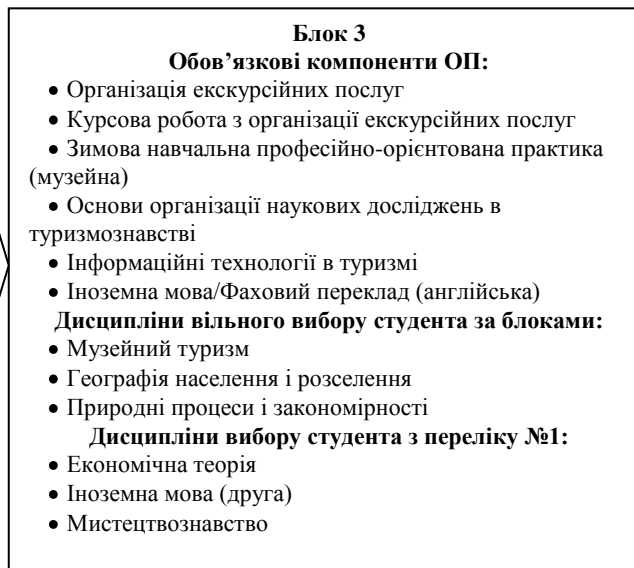 Блок 3
Обов’язкові компоненти ОП:
• Організація екскурсійних послуг
• Курсова робота з організації екскурсійних послуг
• Зимова навчальна професійно-орієнтована практика
(музейна)
• Основи організації наукових досліджень в
туризмознавстві
• Інформаційні технології в туризмі
• Іноземна мова/Фаховий переклад (англійська)
Дисципліни вільного вибору студента за блоками:
• Музейний туризм
• Географія населення і розселення
• Природні процеси і закономірності
Дисципліни вибору студента з переліку №1:
• Економічна теорія
• Іноземна мова (друга)
• Мистецтвознавство